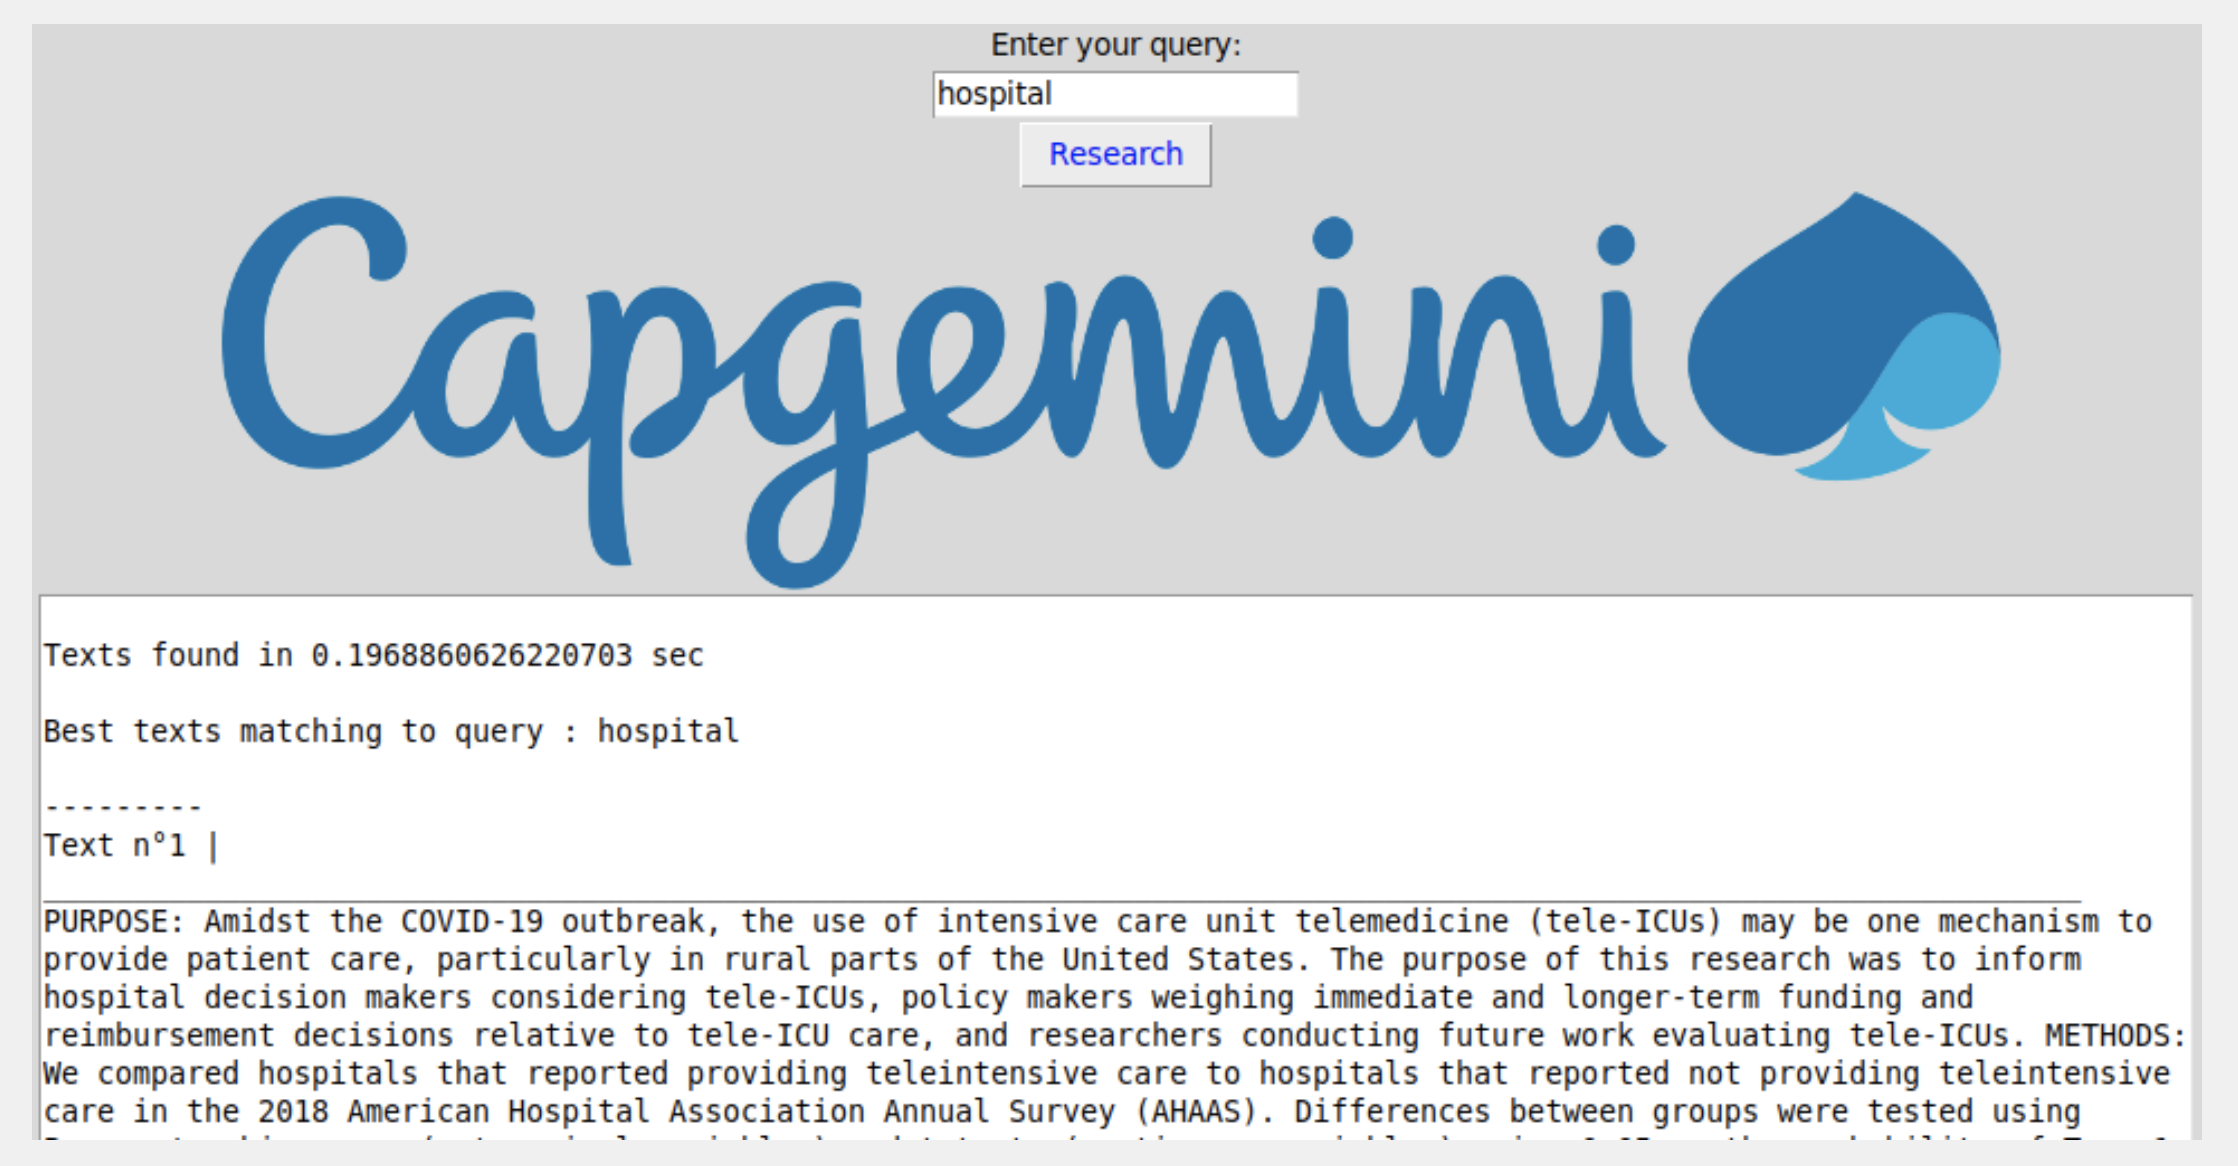 Enter your query:
hospital
Research
Capgemini
Texts found in 0.1968860626220703 sec
Best texts matching to query : hospital
---------
Text n°1 |
PURPOSE: Amidst the COVID-19 outbreak, the use of intensive care unit telemedicine (tele-ICUs) may be one mechanism to
provide patient care, particularly in rural parts of the United States. The purpose of this research was to inform
hospital decision makers considering tele-ICUs, policy makers weighing immediate and longer-term funding and
reimbursement decisions relative to tele-ICU care, and researchers conducting future work evaluating tele-ICUs. METHODS:
We compared hospitals that reported providing teleintensive care to hospitals that reported not providing teleintensive
care in the 2018 American Hospital Association Annual Survey (AHAAS). Differences between groups were tested using